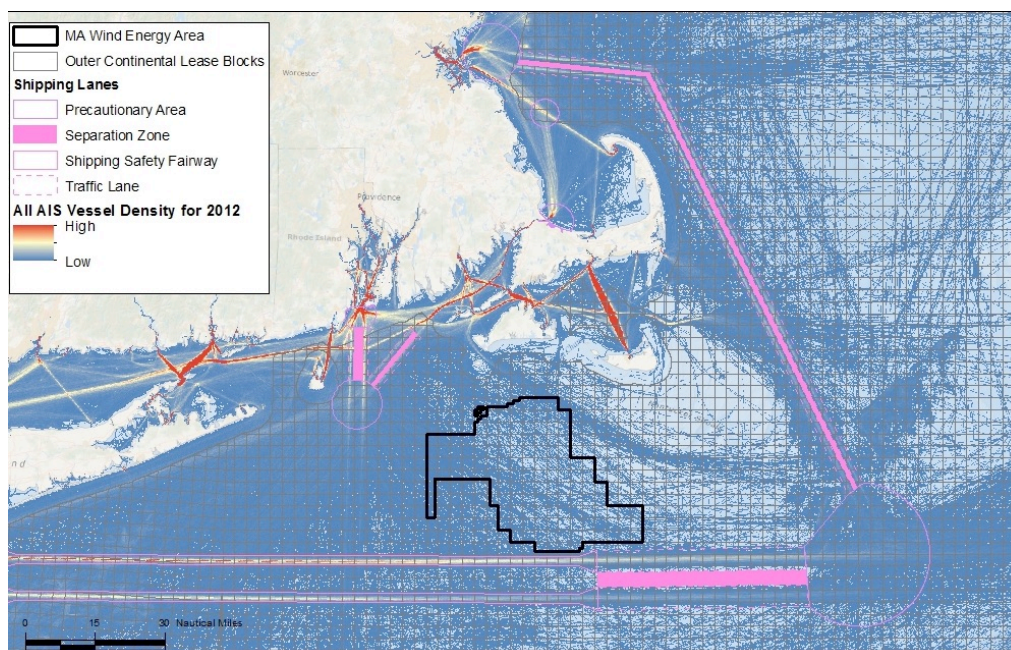 MA Wind Energy Area
Outer Continental Lease Blocks
Shipping Lanes
Precautionary Area
Separation Zone
Shipping Safety Fairway
Traffic Lane
All AIS Vessel Density for 2012
High
Low
Worcester
Providence
Rhode Island
n d
0 15 30 Nautical Miles